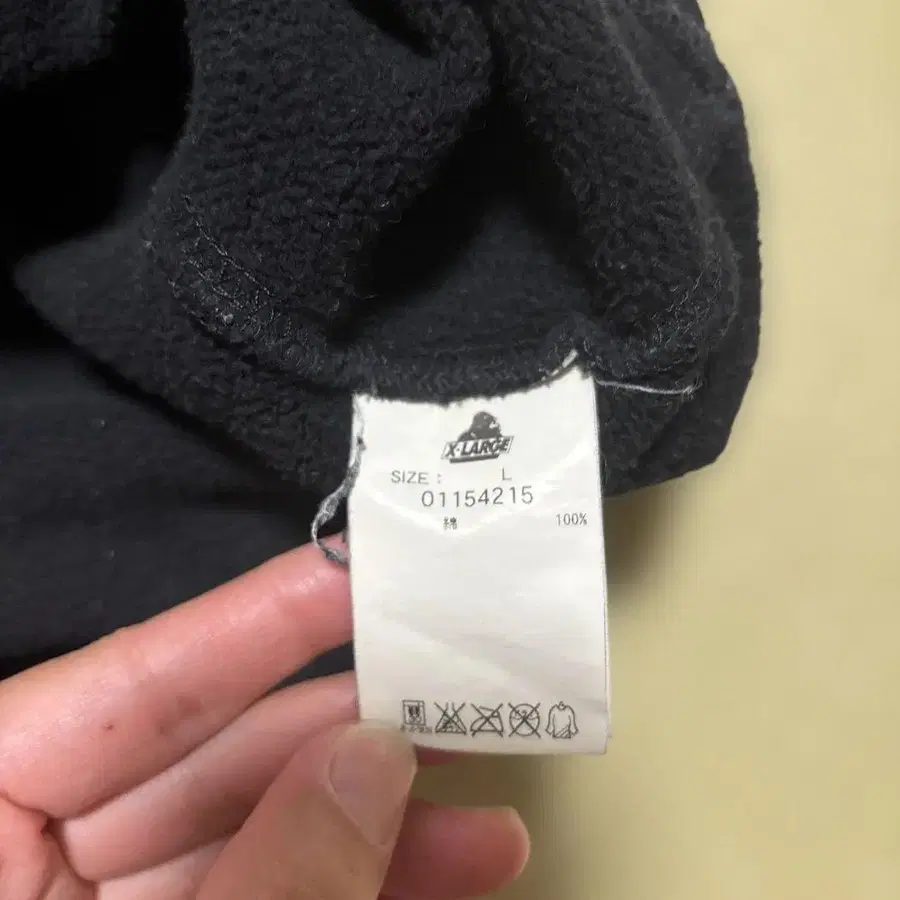 X-LARGE
SIZE : L
01154215
綿 100%